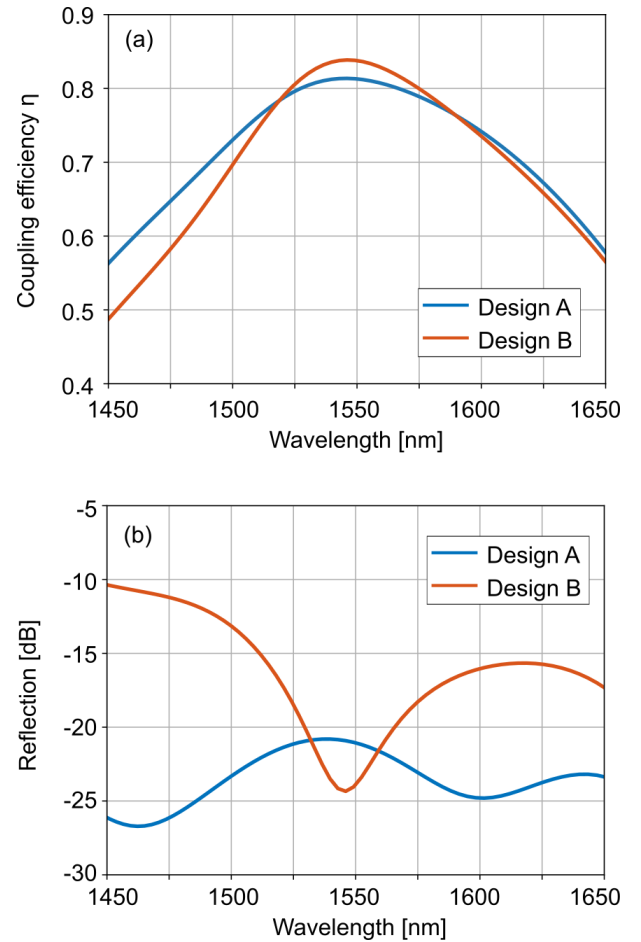 (a)
Coupling efficiency η
0.9
0.8
0.7
0.6
0.5
0.4
Design A
Design B
1450
1500
1550
1600
1650
Wavelength [nm]
(b)
Reflection [dB]
-5
-10
-15
-20
-25
-30
Design A
Design B
1450
1500
1550
1600
1650
Wavelength [nm]